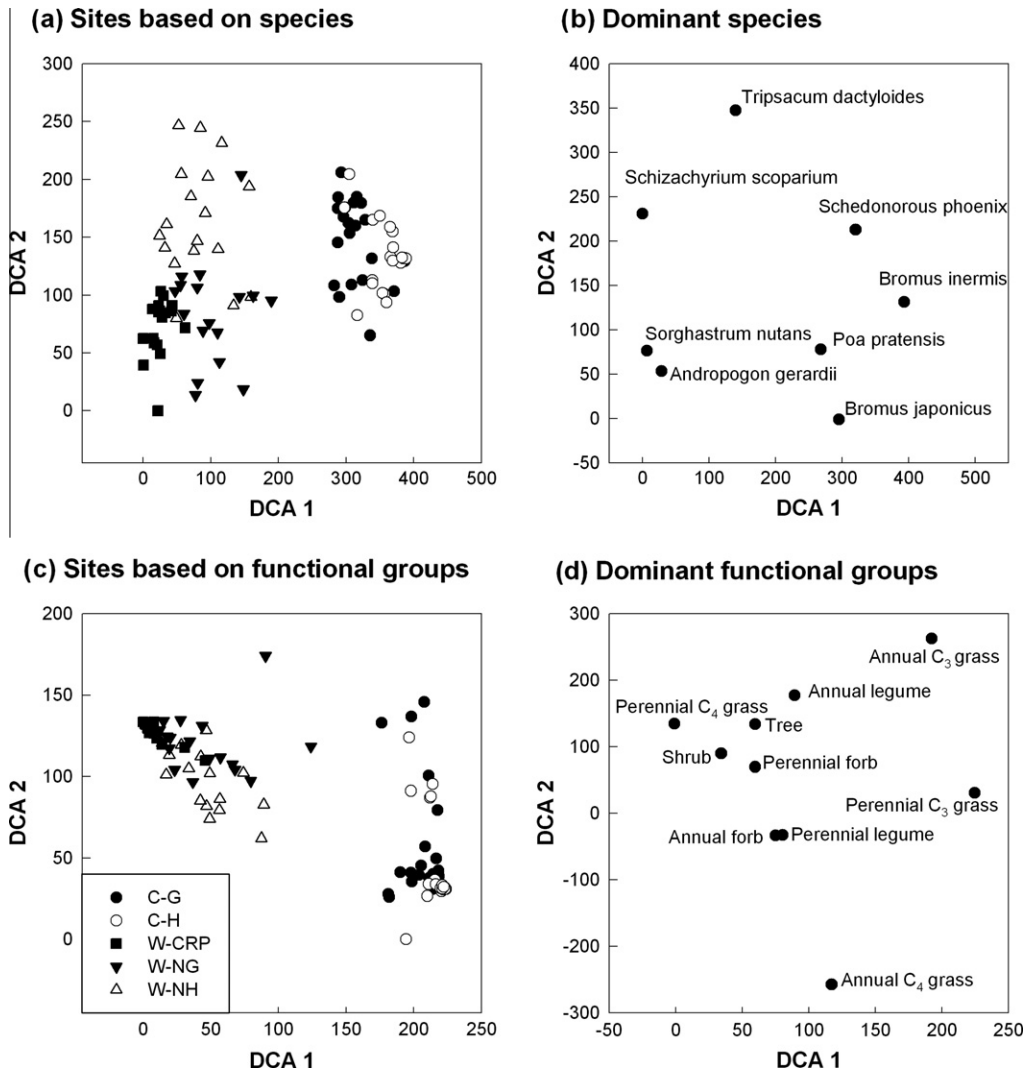 (a) Sites based on species
300
250
200
150
100
50
0
DCA 2
0 100 200 300 400 500
DCA 1
(b) Dominant species
400
350
300
250
200
150
100
50
0
-50
DCA 2
Tripsacum dactyloides
Schizachyrium scoparium
Schedonorous phoenix
Bromus inermis
Sorghastrum nutans
Poa pratensis
Andropogon gerardii
Bromus japonicus
0 100 200 300 400 500
DCA 1
(c) Sites based on functional groups
200
150
100
50
0
DCA 2
C-G
C-H
W-CRP
W-NG
W-NH
0 50 100 150 200 250
DCA 1
(d) Dominant functional groups
300
200
100
0
-100
-200
-300
DCA 2
Annual C₃ grass
Annual legume
Perennial C₄ grass
Tree
Shrub
Perennial forb
Perennial C₃ grass
Annual forb
Perennial legume
Annual C₄ grass
-50 0 50 100 150 200 250
DCA 1